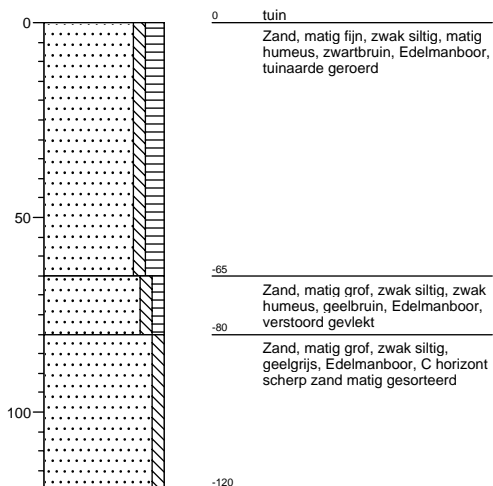 0
50
100
0 tuin
Zand, matig fijn, zwak siltig, matig
humeus, zwartbruin, Edelmanboor,
tuinaarde geroerd
-65
Zand, matig grof, zwak siltig, zwak
humeus, geelbruin, Edelmanboor,
verstoord gevlekt
-80
Zand, matig grof, zwak siltig,
geelgrijs, Edelmanboor, C horizont
scherp zand matig gesorteerd
-120